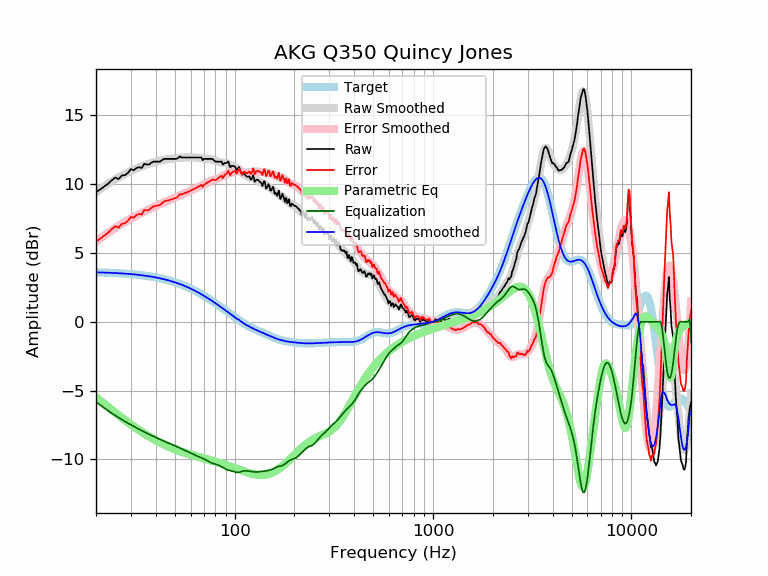 AKG Q350 Quincy Jones
Target
Raw Smoothed
Error Smoothed
Raw
Error
Parametric Eq
Equalization
Equalized smoothed
15
10
5
0
−5
−10
Amplitude (dBr)
100
1000
10000
Frequency (Hz)